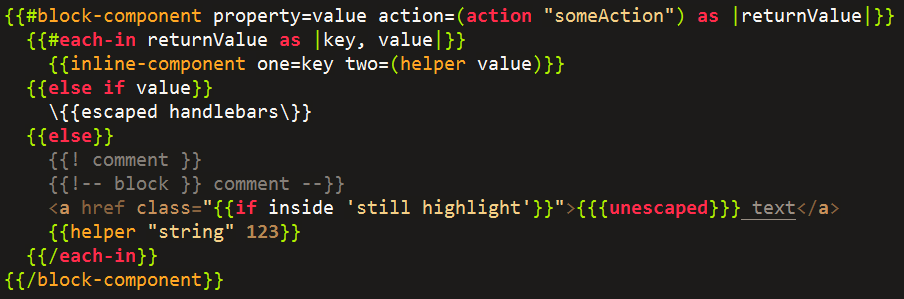 {{#block-component property=value action=(action "someAction") as |returnValue|}}
  {{#each-in returnValue as |key, value|}}
    {{inline-component one=key two=(helper value)}}
  {{else if value}}
    \{{escaped handlebars\}}
  {{else}}
    {{! comment }}
    {{!-- block }} comment --}}
    <a href class="{{if inside 'still highlight'}}">{{{unescaped}}} text</a>
    {{helper "string" 123}}
  {{/each-in}}
{{/block-component}}